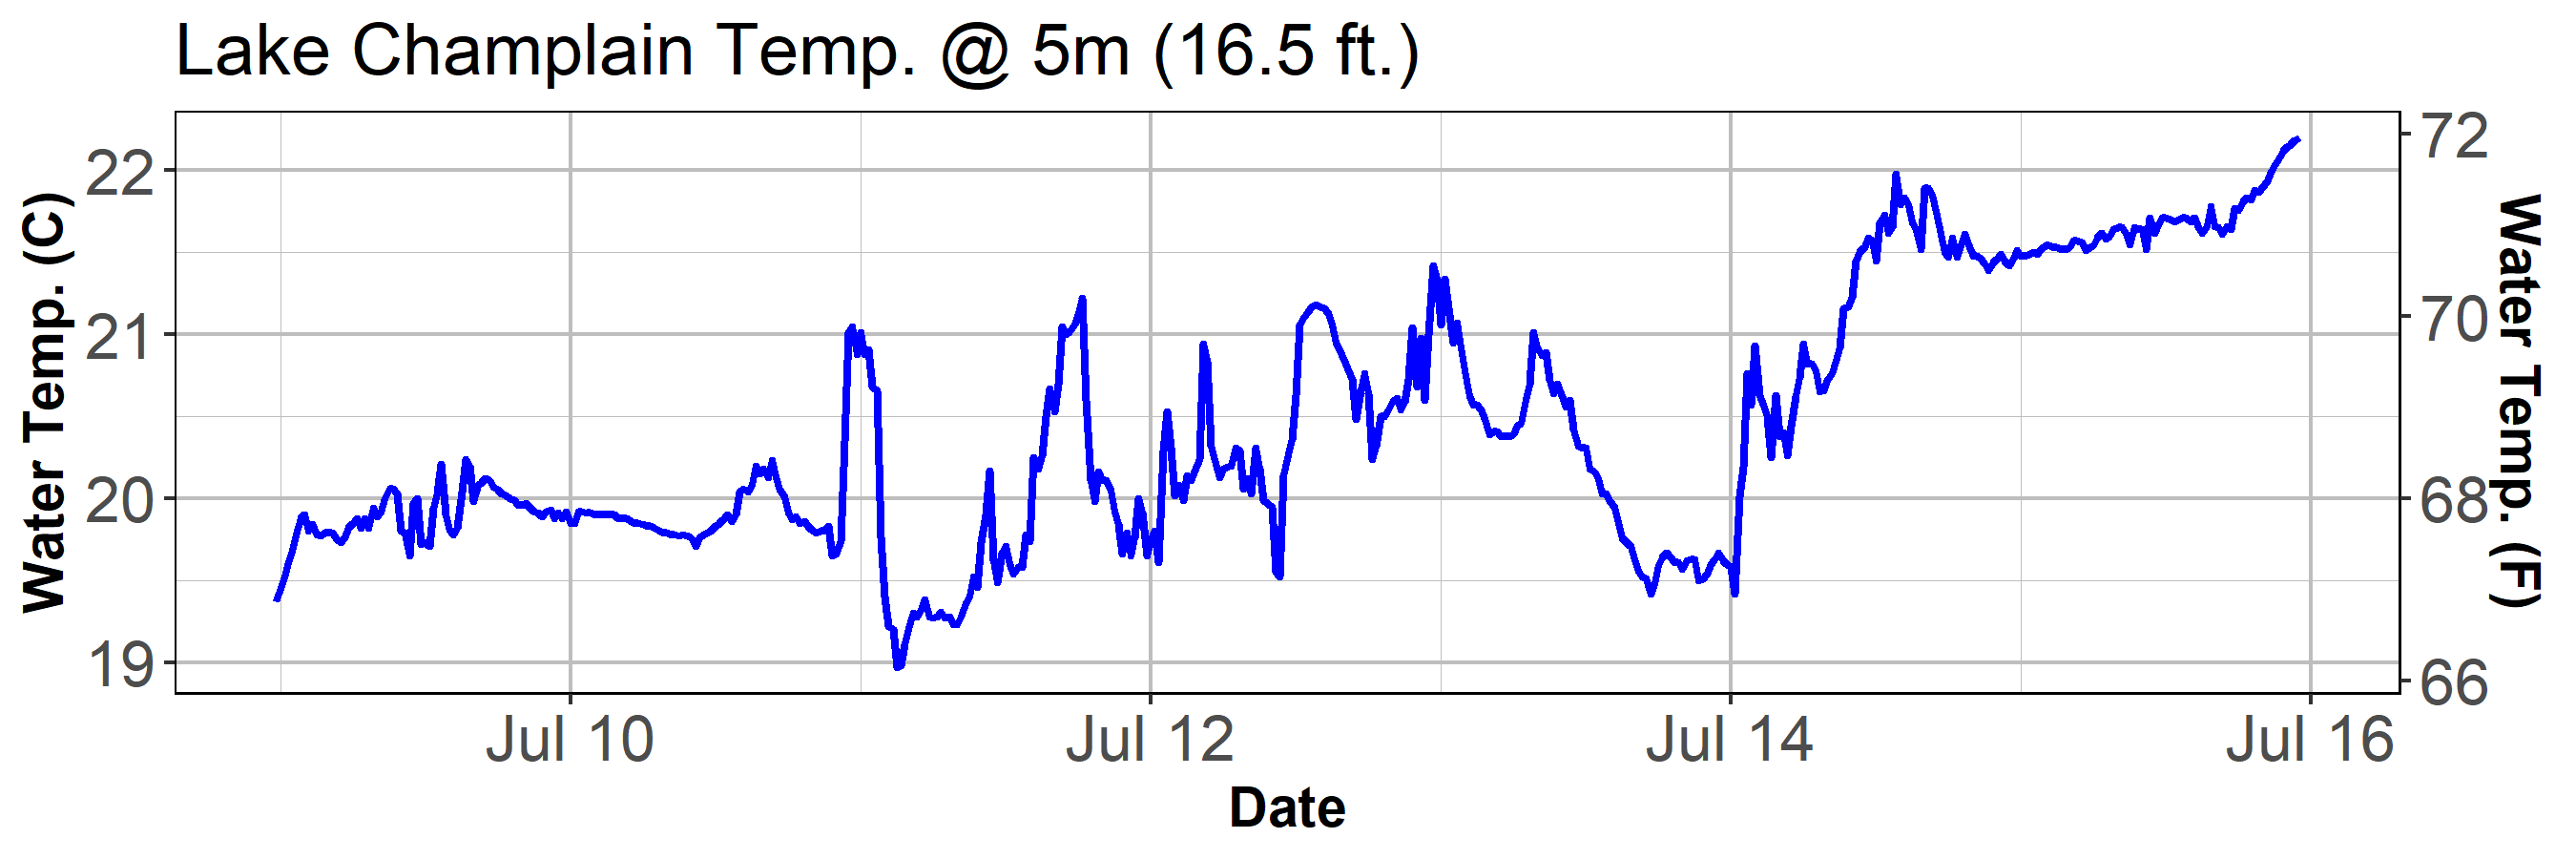 Lake Champlain Temp. @ 5m (16.5 ft.)
Water Temp. (C)
22
21
20
19
72
70
68
66
Water Temp. (F)
Jul 10 Jul 12 Jul 14 Jul 16
Date